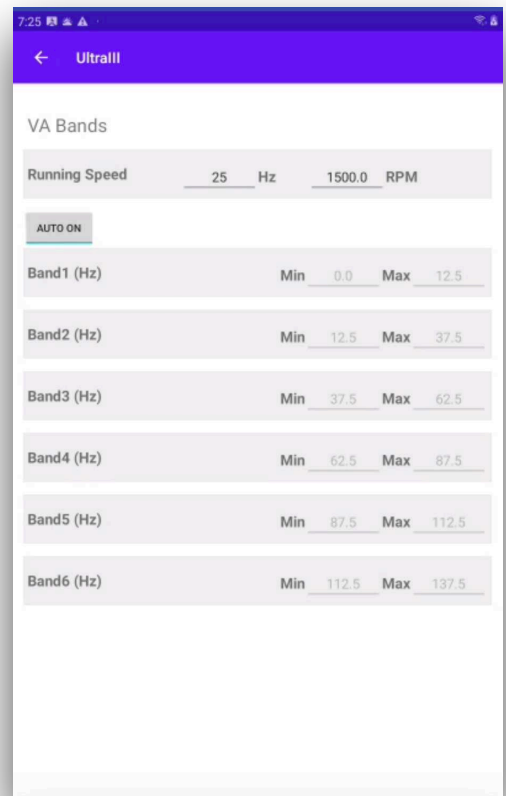 7:25
UltraIII
VA Bands
Running Speed 25 Hz 1500.0 RPM
AUTO ON
Band1 (Hz) Min 0.0 Max 12.5
Band2 (Hz) Min 12.5 Max 37.5
Band3 (Hz) Min 37.5 Max 62.5
Band4 (Hz) Min 62.5 Max 87.5
Band5 (Hz) Min 87.5 Max 112.5
Band6 (Hz) Min 112.5 Max 137.5